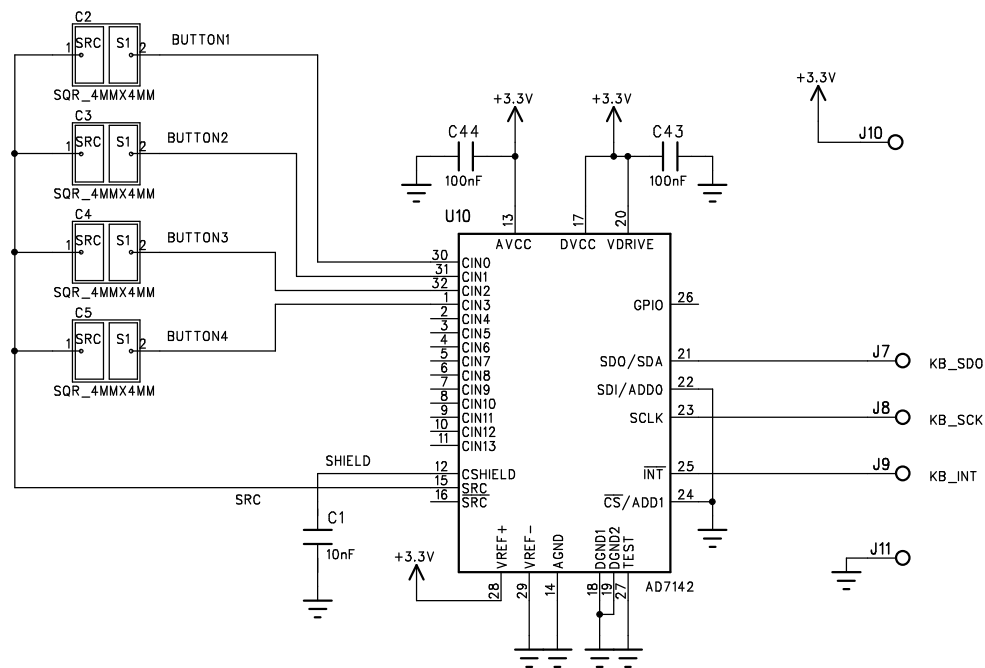 C2
1 SRC S1 2 BUTTON1
SQR_4MMX4MM
C3
1 SRC S1 2 BUTTON2
SQR_4MMX4MM
C4
1 SRC S1 2 BUTTON3
SQR_4MMX4MM
C5
1 SRC S1 2 BUTTON4
SQR_4MMX4MM
+3.3V
+3.3V
+3.3V
C44
100nF
C43
100nF
J10
U10
13
17
20
AVCC
DVCC
VDRIVE
30 CIN0
31 CIN1
32 CIN2
1 CIN3
2 CIN4
3 CIN5
4 CIN6
5 CIN7
6 CIN8
7 CIN9
8 CIN10
9 CIN11
10 CIN12
11 CIN13
SHIELD 12 CSHIELD
SRC 15 SRC
16 SRC
GPIO 26
SDO/SDA 21 J7 KB_SDO
SDI/ADD0 22
SCLK 23 J8 KB_SCK
INT 25 J9 KB_INT
CS/ADD1 24
C1
10nF
+3.3V
VREF+
VREF-
AGND
DGND1
DGND2
TEST
28
29
14
18
19
27
AD7142
J11